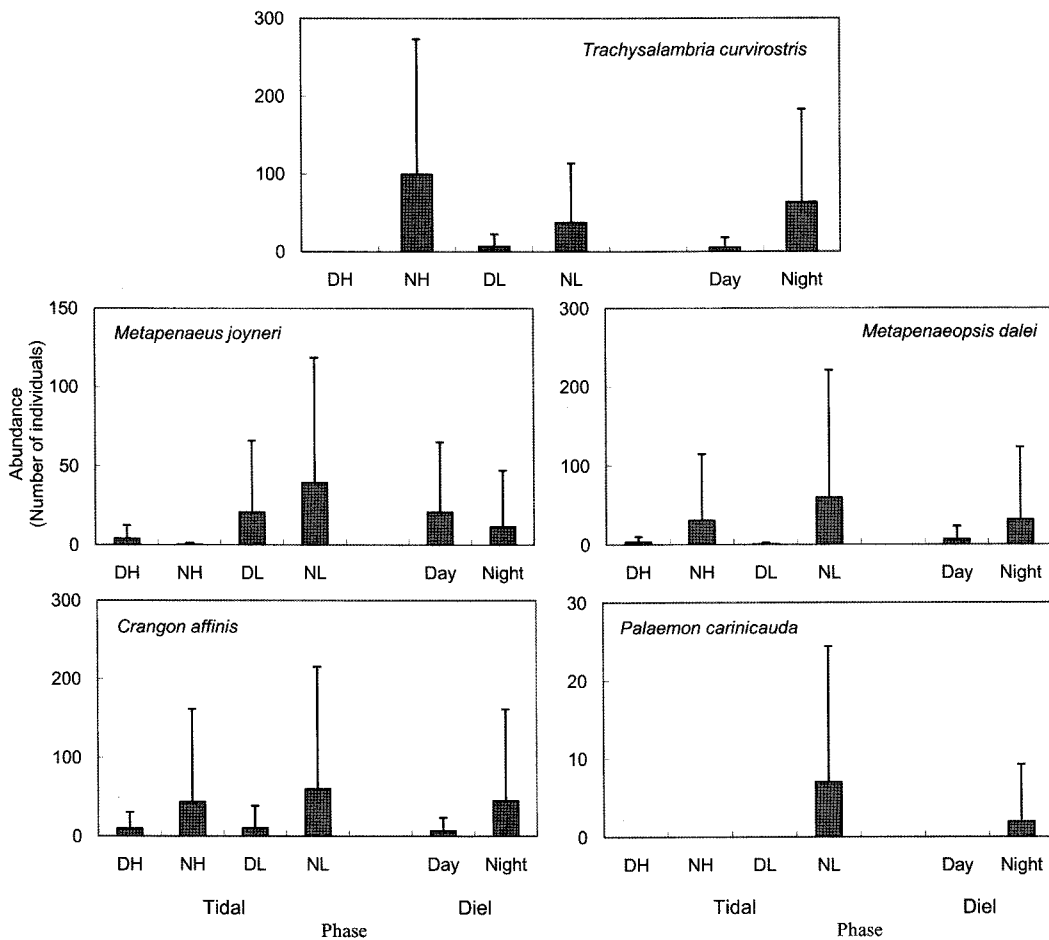 300
Trachysalambria curvirostris
200
100
0
DH NH DL NL Day Night
150
Metapenaeus joyneri
100
50
0
DH NH DL NL Day Night
300
Metapenaeopsis dalei
200
100
0
DH NH DL NL Day Night
Abundance
(Number of individuals)
300
Crangon affinis
200
100
0
DH NH DL NL Day Night
Tidal Diel
Phase
30
Palaemon carinicauda
20
10
0
DH NH DL NL Day Night
Tidal Diel
Phase